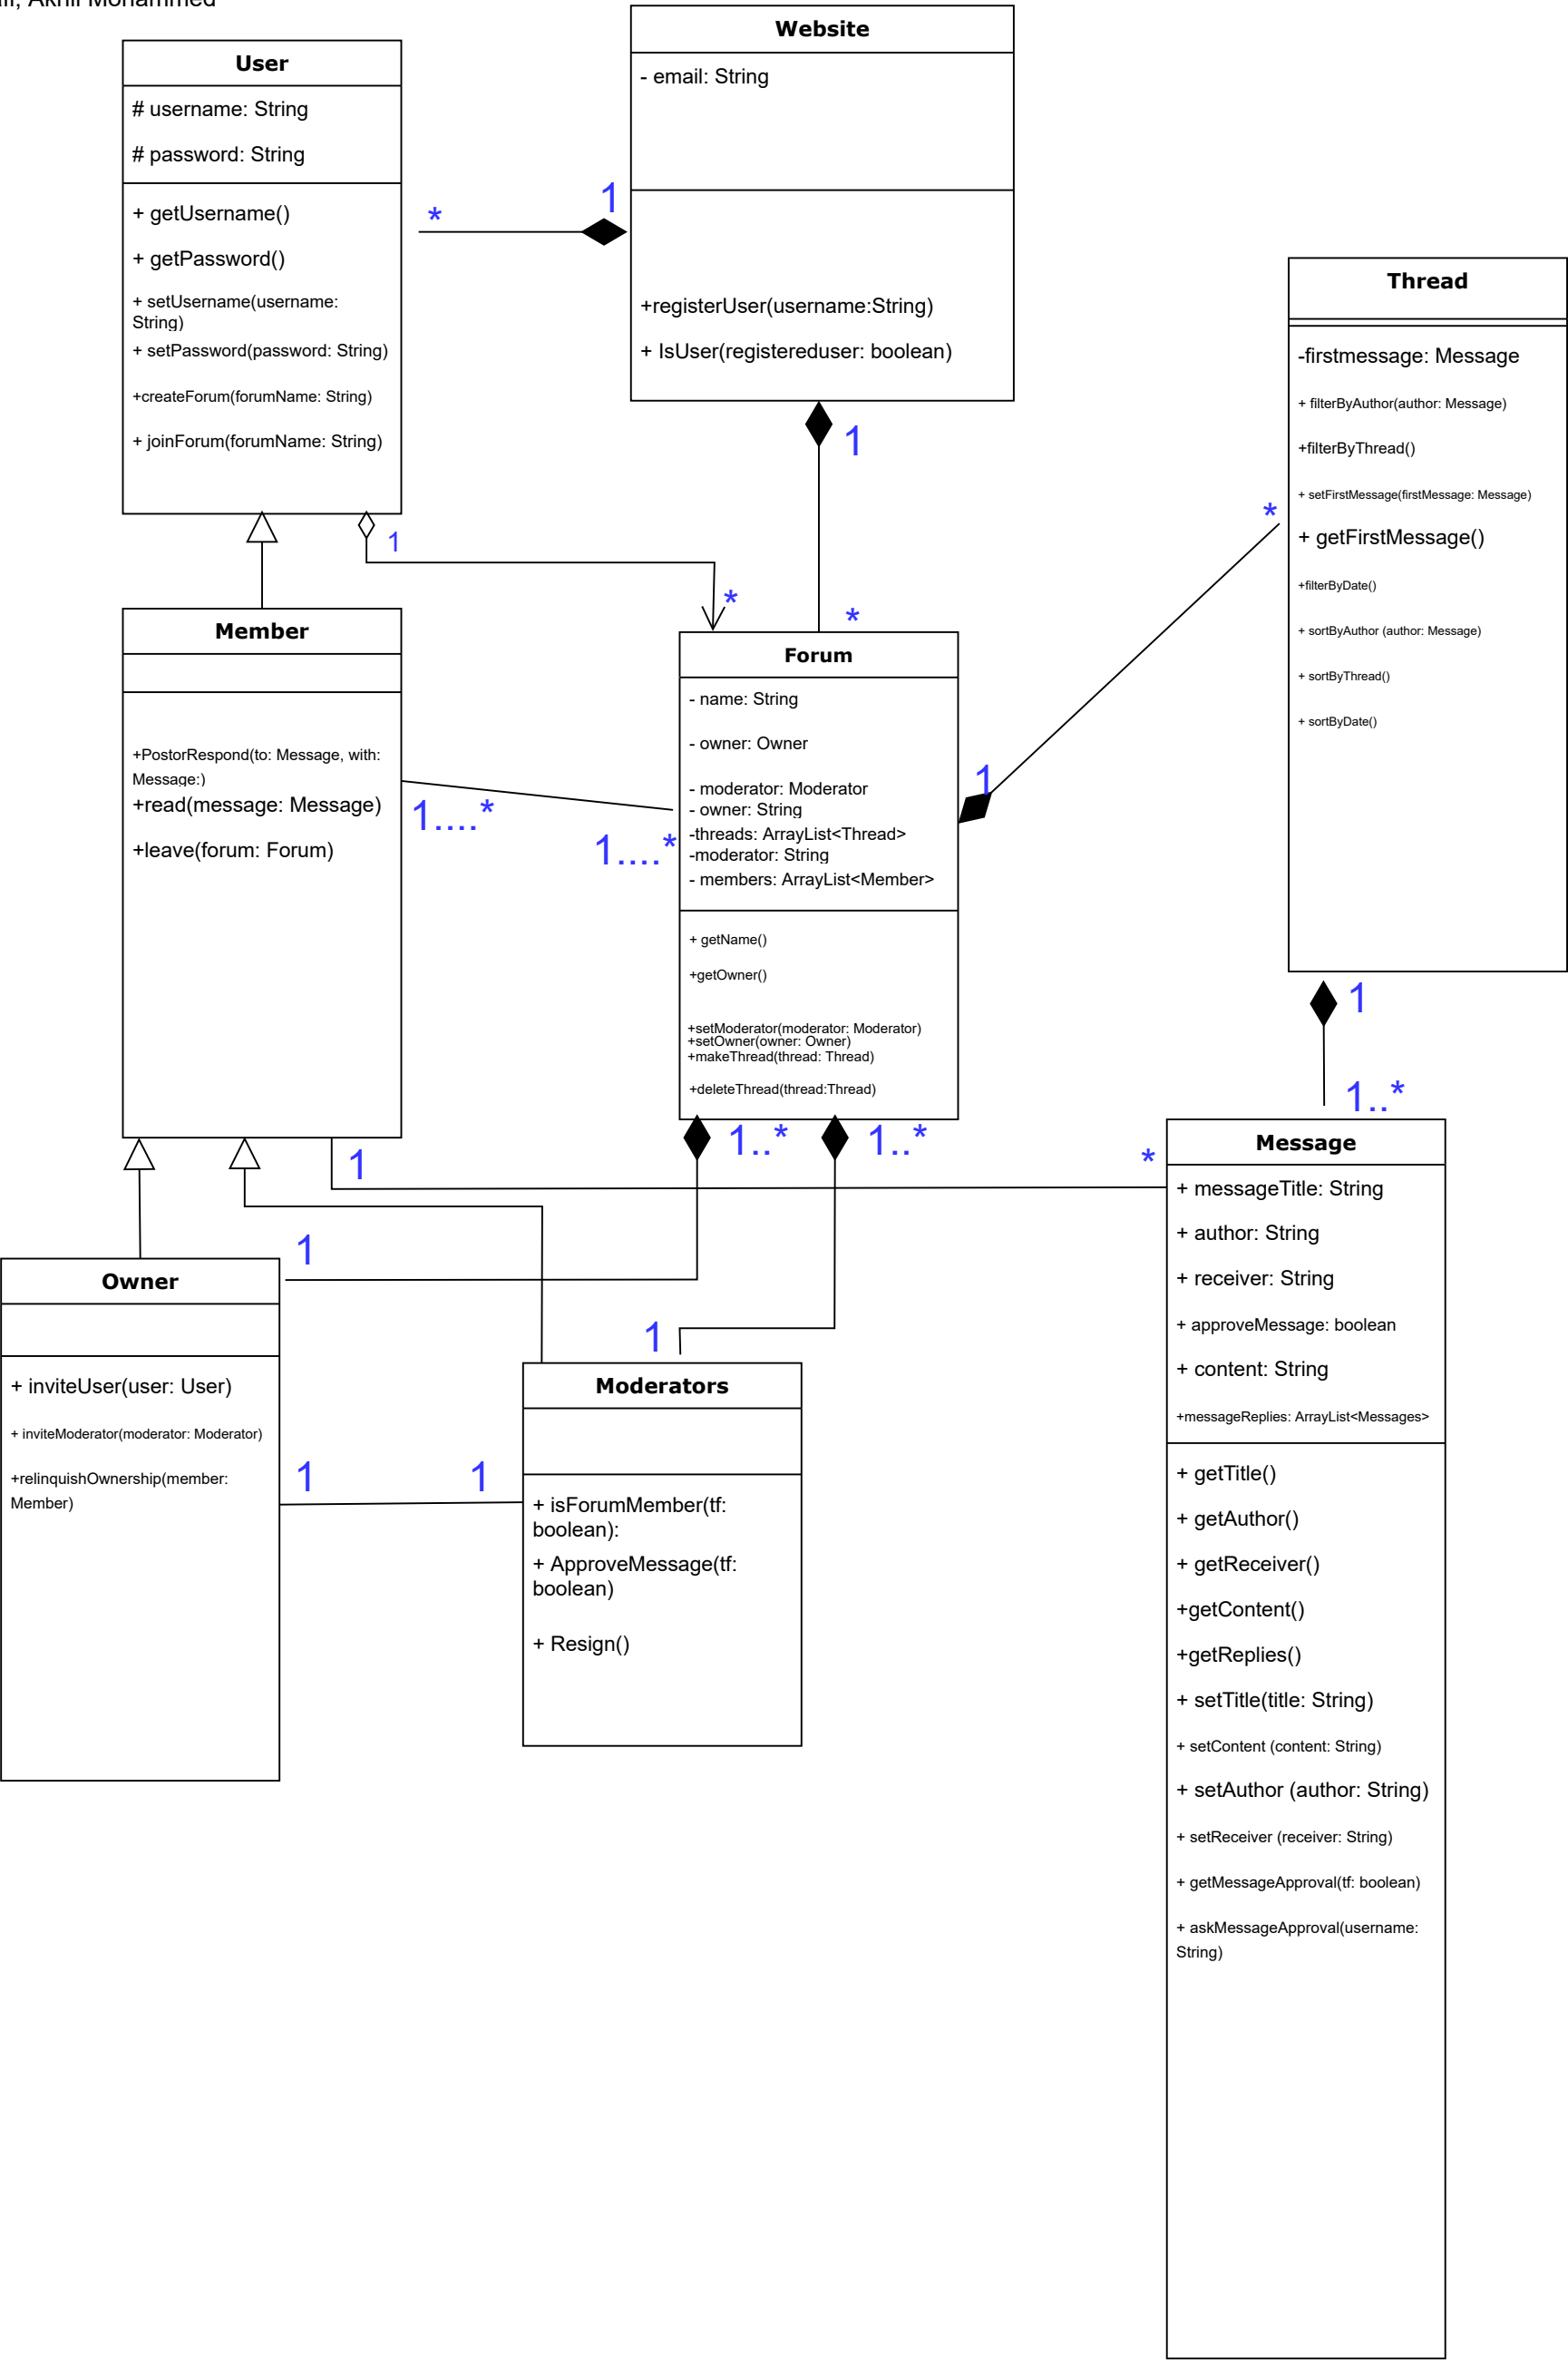 Akhil Mohammed
Website
- email: String
+registerUser(username:String)
+ IsUser(registereduser: boolean)
User
# username: String
# password: String
+ getUsername()
+ getPassword()
+ setUsername(username:
String)
+ setPassword(password: String)
+createForum(forumName: String)
+ joinForum(forumName: String)
*
1
1
*
1
*
Thread
-firstmessage: Message
+ filterByAuthor(author: Message)
+filterByThread()
+ setFirstMessage(firstMessage: Message)
+ getFirstMessage()
+filterByDate()
+ sortByAuthor (author: Message)
+ sortByThread()
+ sortByDate()
*
1
Member
+PostorRespond(to: Message, with:
Message:)
+read(message: Message)
+leave(forum: Forum)
1....*
1....*
Forum
- name: String
- owner: Owner
- moderator: Moderator
- owner: String
-threads: ArrayList<Thread>
-moderator: String
- members: ArrayList<Member>
+ getName()
+getOwner()
+setModerator(moderator: Moderator)
+setOwner(owner: Owner)
+makeThread(thread: Thread)
+deleteThread(thread:Thread)
1
1..*
1..*
1..*
1
*
1
1
Owner
+ inviteUser(user: User)
+ inviteModerator(moderator: Moderator)
+relinquishOwnership(member:
Member)
1
1
Moderators
+ isForumMember(tf:
boolean):
+ ApproveMessage(tf:
boolean)
+ Resign()
Message
+ messageTitle: String
+ author: String
+ receiver: String
+ approveMessage: boolean
+ content: String
+messageReplies: ArrayList<Messages>
+ getTitle()
+ getAuthor()
+ getReceiver()
+getContent()
+getReplies()
+ setTitle(title: String)
+ setContent (content: String)
+ setAuthor (author: String)
+ setReceiver (receiver: String)
+ getMessageApproval(tf: boolean)
+ askMessageApproval(username:
String)